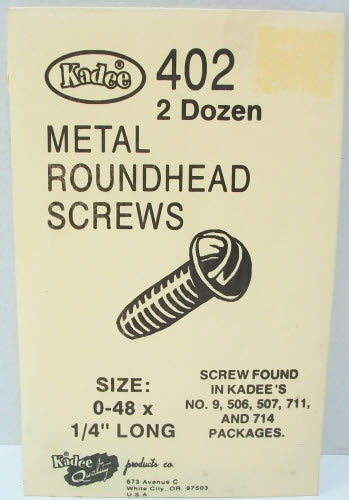 Kadee ® 402
2 Dozen
METAL
ROUNDHEAD
SCREWS
SIZE:
0-48 x
1/4" LONG
SCREW FOUND
IN KADEE'S
NO. 9, 506, 507, 711,
AND 714
PACKAGES.
Kadee Quality products co.
673 Avenue C
White City, OR 97503
U.S.A